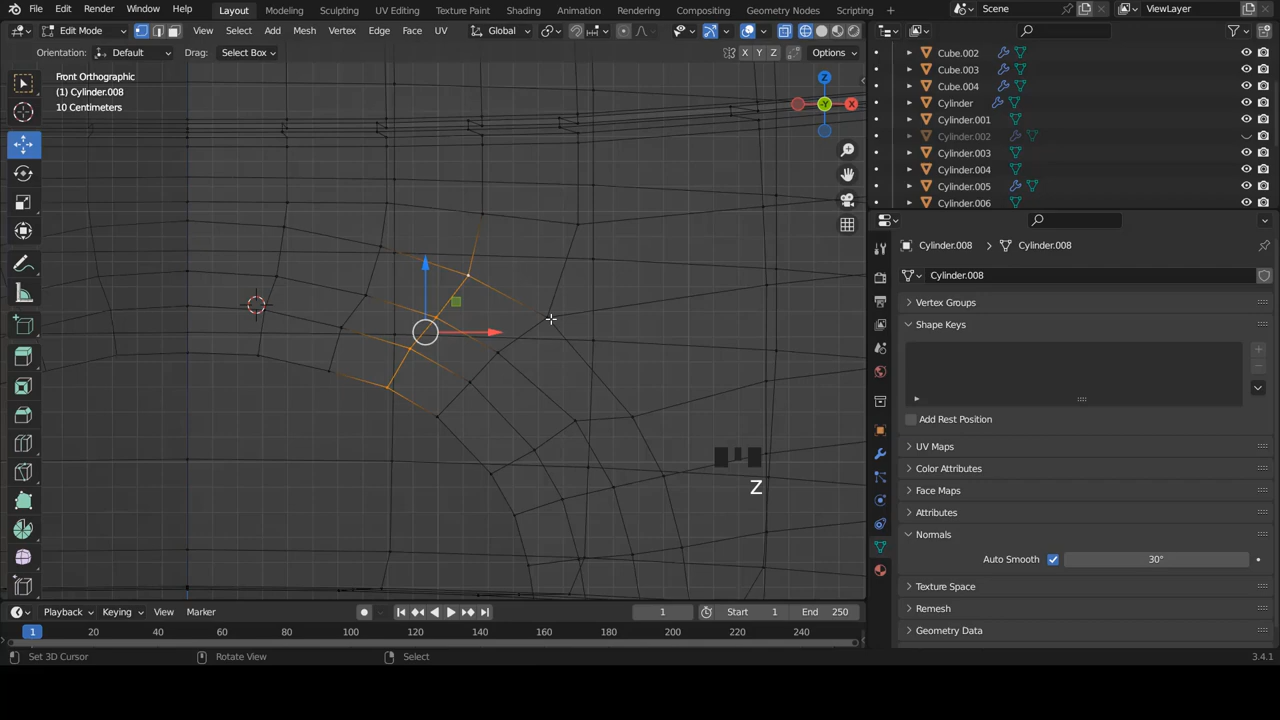 File Edit Render Window Help Layout Modeling Sculpting UV Editing Texture Paint Shading Animation Rendering Compositing Geometry Nodes Scripting Scene ViewLayer
Edit Mode View Select Add Mesh Vertex Edge Face UV Global
Orientation: Default Drag: Select Box X Y Z Options
Front Orthographic
(1) Cylinder.008
10 Centimeters
Z
X
-Y
Cube.002
Cube.003
Cube.004
Cylinder
Cylinder.001
Cylinder.002
Cylinder.003
Cylinder.004
Cylinder.005
Cylinder.006
Cylinder.008 Cylinder.008
Cylinder.008
Vertex Groups
Shape Keys
Add Rest Position
UV Maps
Color Attributes
Face Maps
Attributes
Normals
Auto Smooth 30°
Texture Space
Remesh
Geometry Data
Z
Playback Keying View Marker 1 Start 1 End 250
1 20 40 60 80 100 120 140 160 180 200 220 240
Set 3D Cursor Rotate View Select 3.4.1